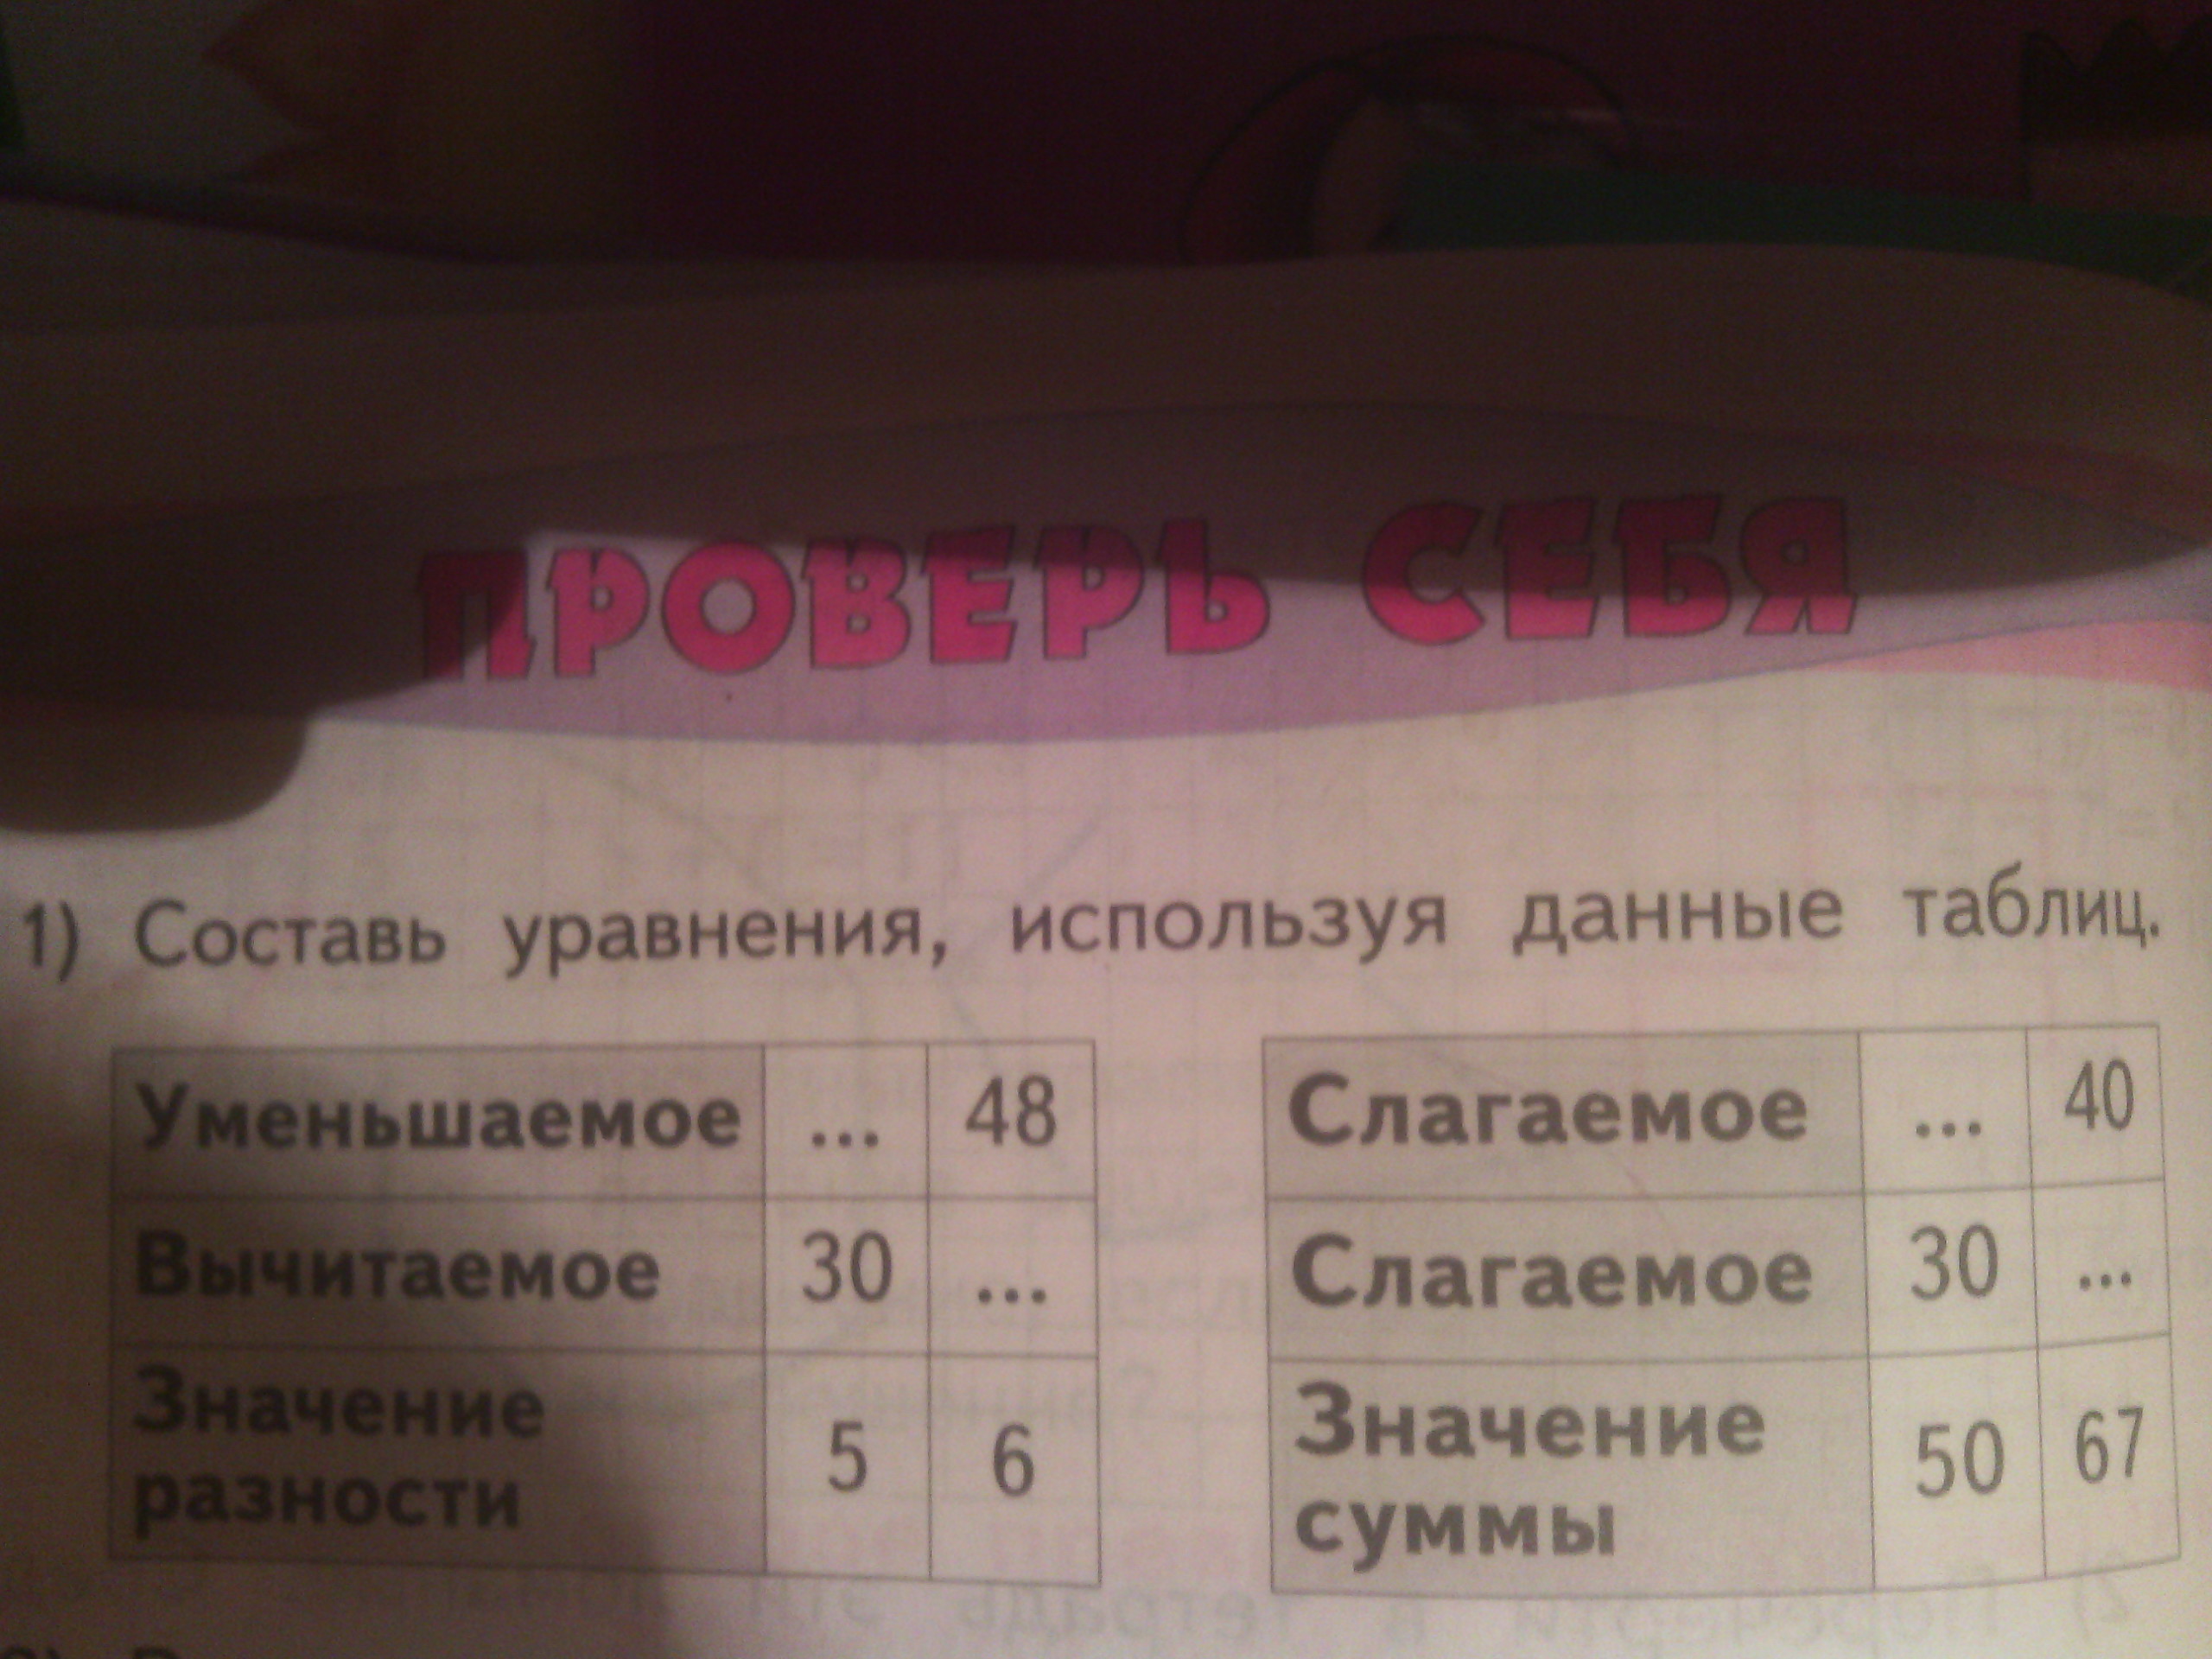 ПРОВЕРЬ СЕБЯ
1) Составь уравнения, используя данные таблиц.
Уменьшаемое ... 48
Вычитаемое 30 ...
Значение разности 5 6
Слагаемое ... 40
Слагаемое 30 ...
Значение суммы 50 67